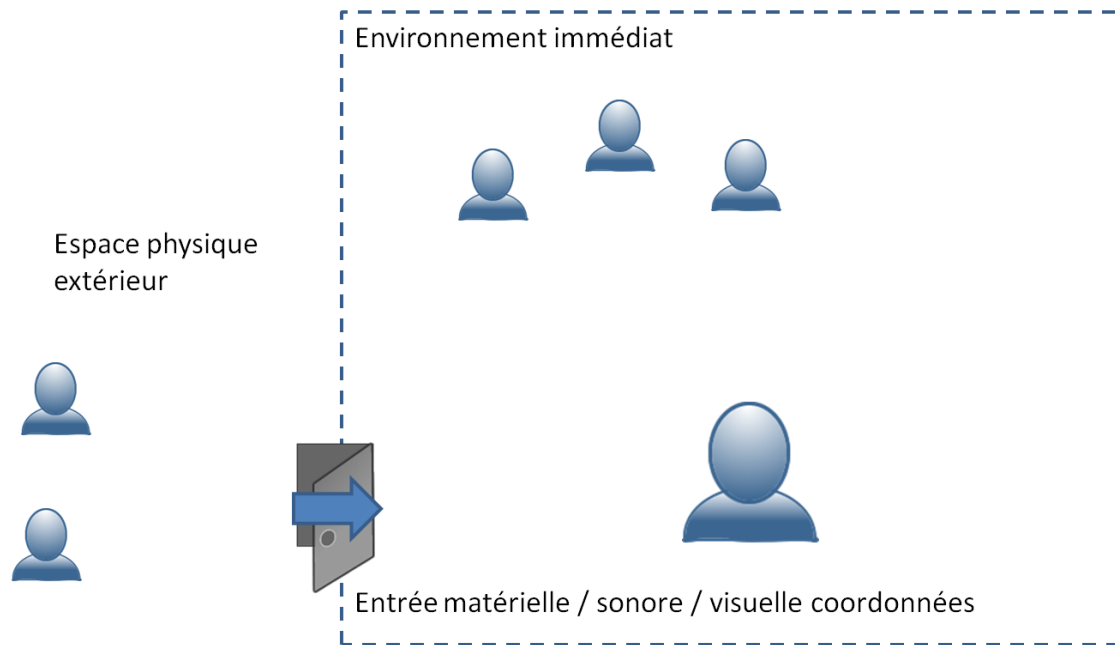 Environnement immédiat
Espace physique
extérieur
Entrée matérielle / sonore / visuelle coordonnées